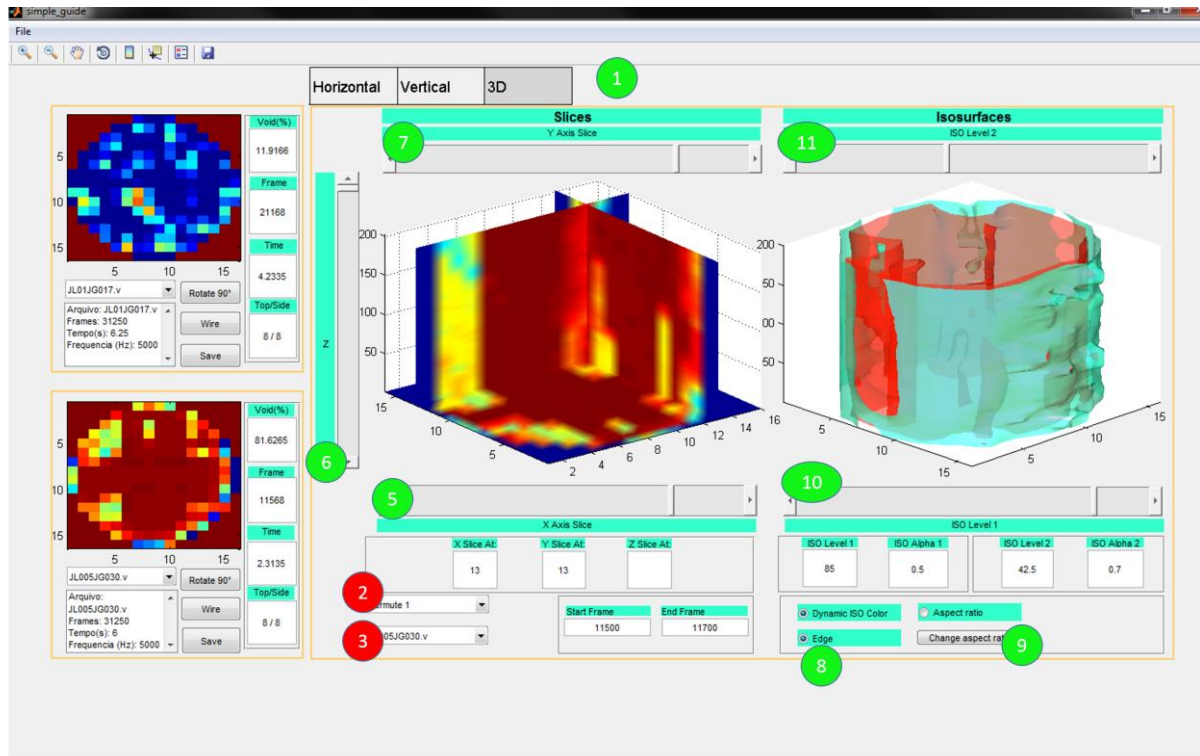 simple_guide
File
Horizontal Vertical 3D
1
Void(%)
11.9166
Frame
21168
Time
4.2335
Top/Side
8 / 8
5
10
15
5 10 15
JL01JG017.v
Rotate 90°
Arquivo: JL01JG017.v
Frames: 31250
Tempo(s): 6.25
Frequencia (Hz): 5000
Wire
Save
Void(%)
81.6265
Frame
11568
Time
2.3135
Top/Side
8 / 8
5
10
15
5 10 15
JL005JG030.v
Rotate 90°
Arquivo:
JL005JG030.v
Frames: 31250
Tempo(s): 6
Frequencia (Hz): 5000
Wire
Save
Z
6
Slices
Y Axis Slice
7
200
150
100
50
15
10
5
2 4 6 8 10 12 14 16
5
X Axis Slice
X Slice At: Y Slice At: Z Slice At:
13 13
2
rmute 1
3
05JG030.v
Start Frame End Frame
11500 11700
Isosurfaces
ISO Level 2
11
200
50
00
50
5
10
15
5
10
15
10
ISO Level 1
ISO Level 1 ISO Alpha 1 ISO Level 2 ISO Alpha 2
85 0.5 42.5 0.7
Dynamic ISO Color Aspect ratio
Edge Change aspect rati
8 9